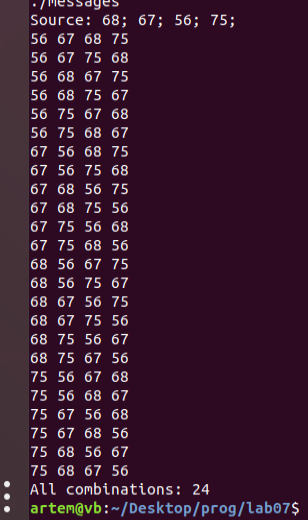 ./Messages
Source: 68; 67; 56; 75;
56 67 68 75
56 67 75 68
56 68 67 75
56 68 75 67
56 75 67 68
56 75 68 67
67 56 68 75
67 56 75 68
67 68 56 75
67 68 75 56
67 75 56 68
67 75 68 56
68 56 67 75
68 56 75 67
68 67 56 75
68 67 75 56
68 75 56 67
68 75 67 56
75 56 67 68
75 56 68 67
75 67 56 68
75 67 68 56
75 68 56 67
75 68 67 56
All combinations: 24
artem@vb:~/Desktop/prog/lab07$